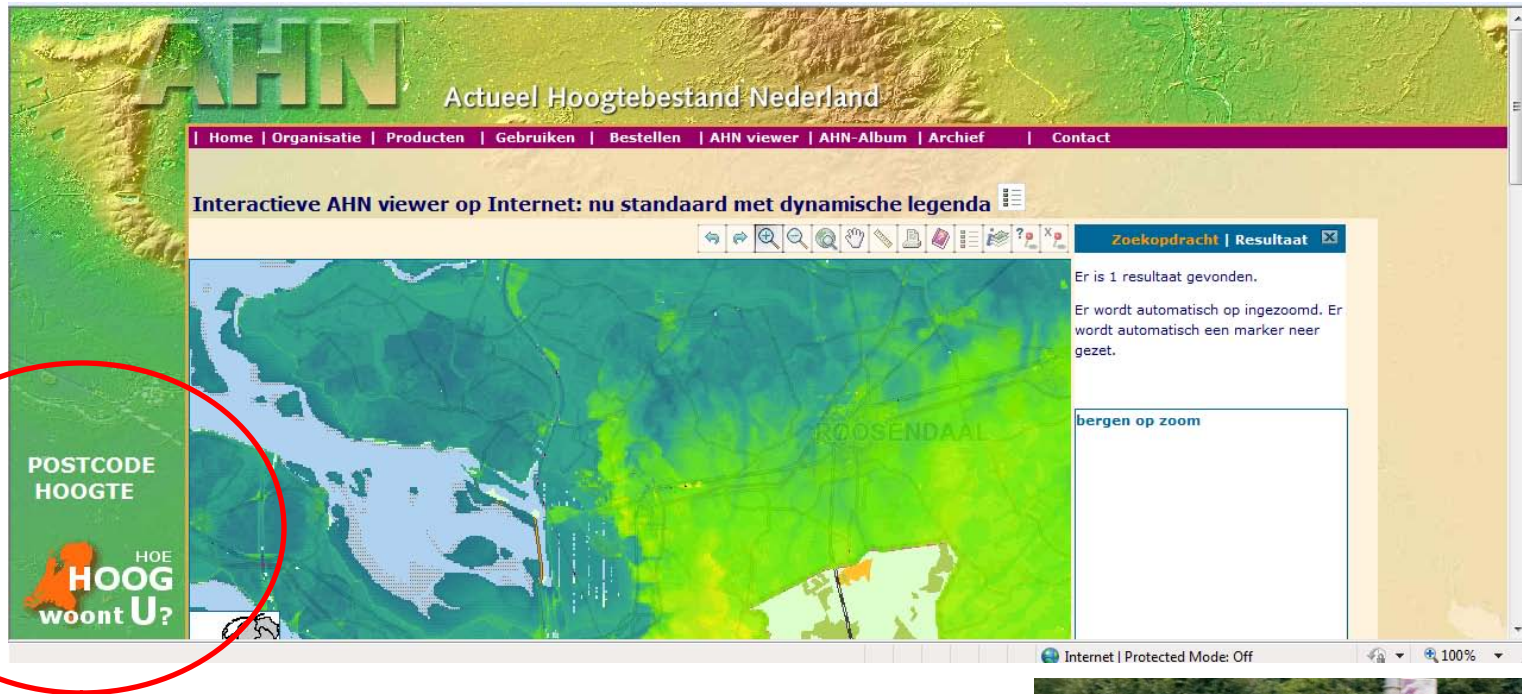 AHN
Actueel Hoogtebestand Nederland
| Home | Organisatie | Producten | Gebruiken | Bestellen | AHN viewer | AHN-Album | Archief | Contact
Interactieve AHN viewer op Internet: nu standaard met dynamische legenda
Zoekopdracht | Resultaat
Er is 1 resultaat gevonden.
Er wordt automatisch op ingezoomd. Er
wordt automatisch een marker neer
gezet.
bergen op zoom
ROOSENDAAL
POSTCODE
HOOGTE
HOE
HOOG
woont U?
Internet | Protected Mode: Off
100%